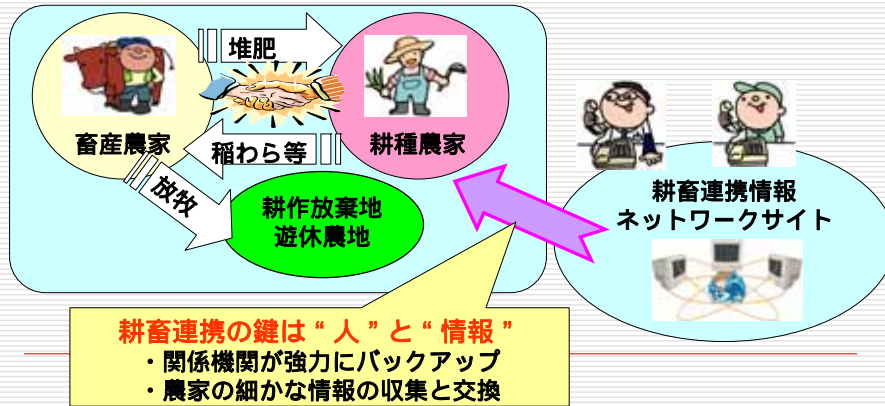 堆肥
畜産農家
耕種農家
稲わら等
放牧
耕作放棄地
遊休農地
耕畜連携情報
ネットワークサイト
耕畜連携の鍵は“人”と“情報”
・関係機関が強力にバックアップ
・農家の細かな情報の収集と交換